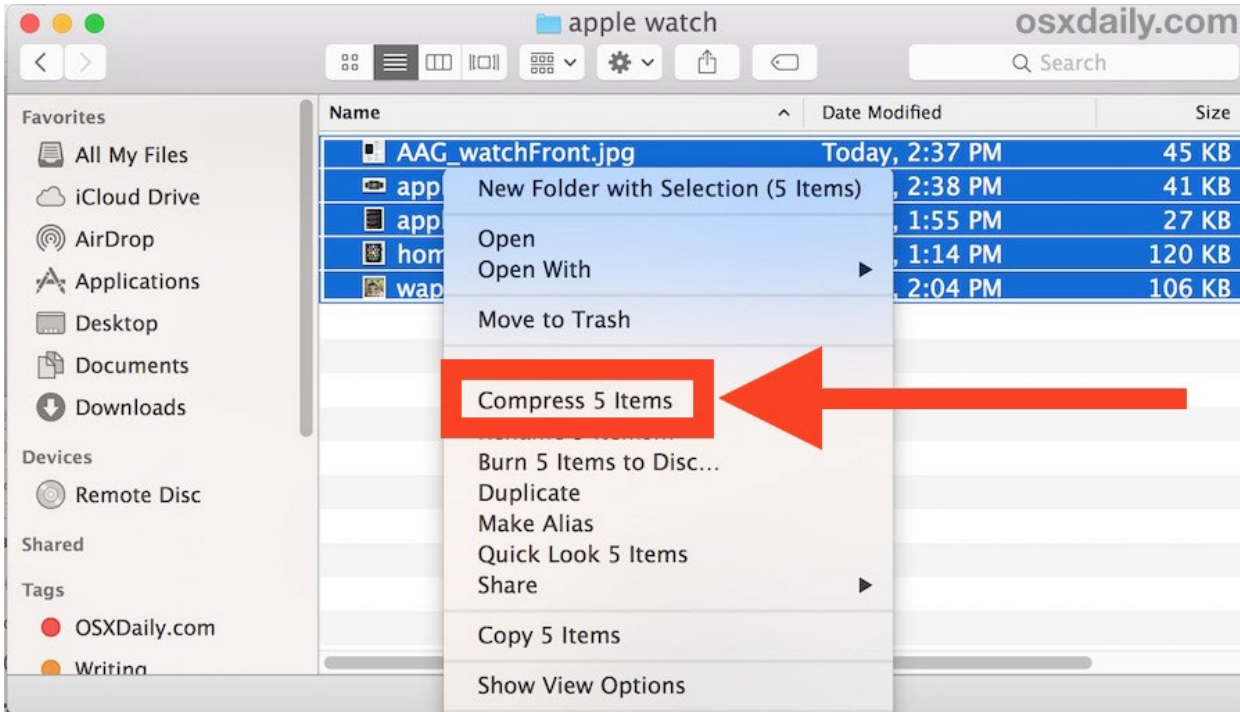 apple watch
osxdaily.com
Search
Favorites
All My Files
iCloud Drive
AirDrop
Applications
Desktop
Documents
Downloads
Devices
Remote Disc
Shared
Tags
OSXDaily.com
Writing
Name Date Modified Size
AAG_watchFront.jpg Today, 2:37 PM 45 KB
2:38 PM 41 KB
1:55 PM 27 KB
1:14 PM 120 KB
2:04 PM 106 KB
New Folder with Selection (5 Items)
Open
Open With
Move to Trash
Compress 5 Items
Burn 5 Items to Disc...
Duplicate
Make Alias
Quick Look 5 Items
Share
Copy 5 Items
Show View Options